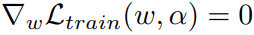 ∇_w ℒ_train(w, α) = 0